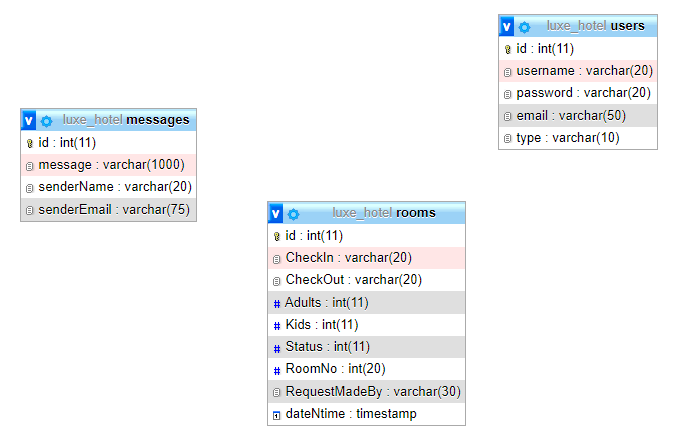 luxe_hotel users
id : int(11)
username : varchar(20)
password : varchar(20)
email : varchar(50)
type : varchar(10)
luxe_hotel messages
id : int(11)
message : varchar(1000)
senderName : varchar(20)
senderEmail : varchar(75)
luxe_hotel rooms
id : int(11)
CheckIn : varchar(20)
CheckOut : varchar(20)
# Adults : int(11)
# Kids : int(11)
# Status : int(11)
# RoomNo : int(20)
RequestMadeBy : varchar(30)
dateNtime : timestamp